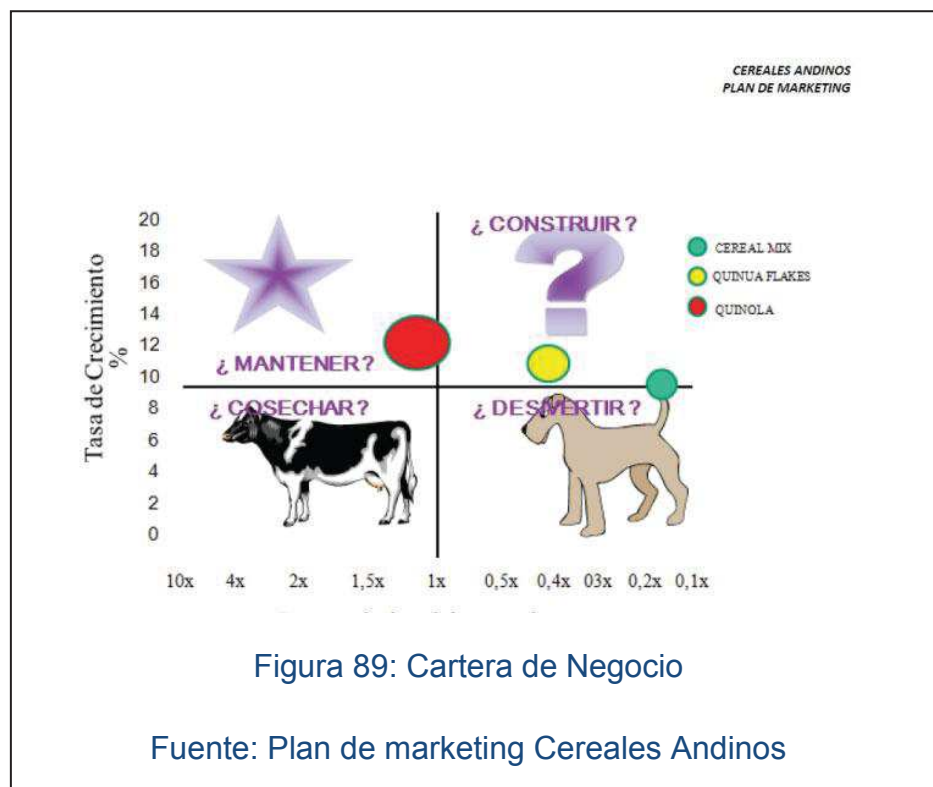 CEREALES ANDINOS
PLAN DE MARKETING
Tasa de Crecimiento
%
20
18
16
14
12
10
8
6
4
2
0
¿ CONSTRUIR ?
¿ MANTENER ?
¿ COSECHAR ?
¿ DESIVERTIR ?
CEREAL MIX
QUINUA FLAKES
QUINOLA
10x 4x 2x 1,5x 1x 0,5x 0,4x 03x 0,2x 0,1x
Figura 89: Cartera de Negocio
Fuente: Plan de marketing Cereales Andinos